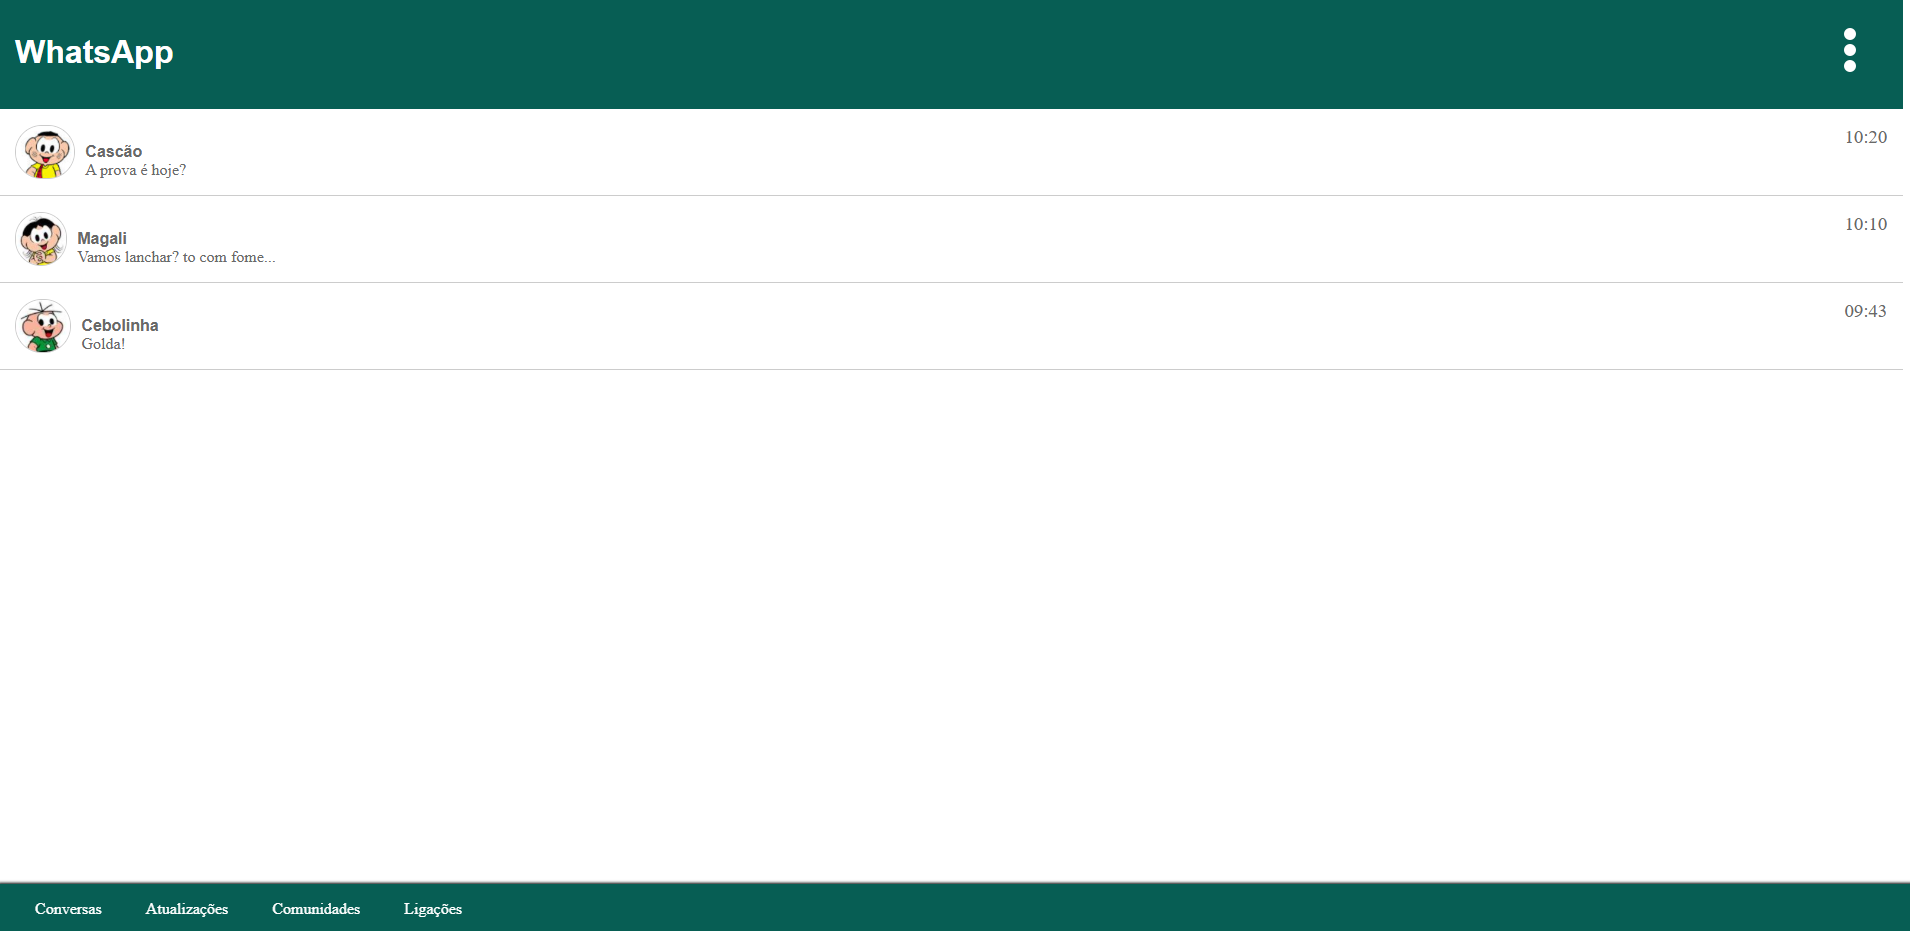 WhatsApp
Cascão
10:20
A prova é hoje?
Magali
10:10
Vamos lanchar? to com fome...
Cebolinha
09:43
Golda!
Conversas Atualizações Comunidades Ligações